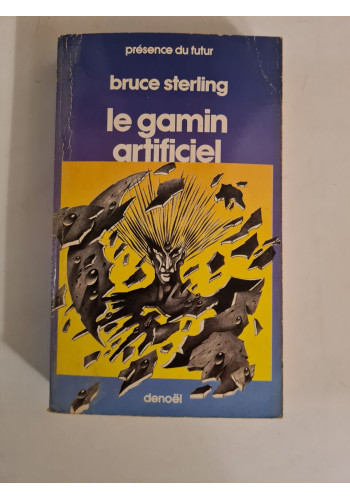 présence du futur
bruce sterling
le gamin
artificiel
denoël